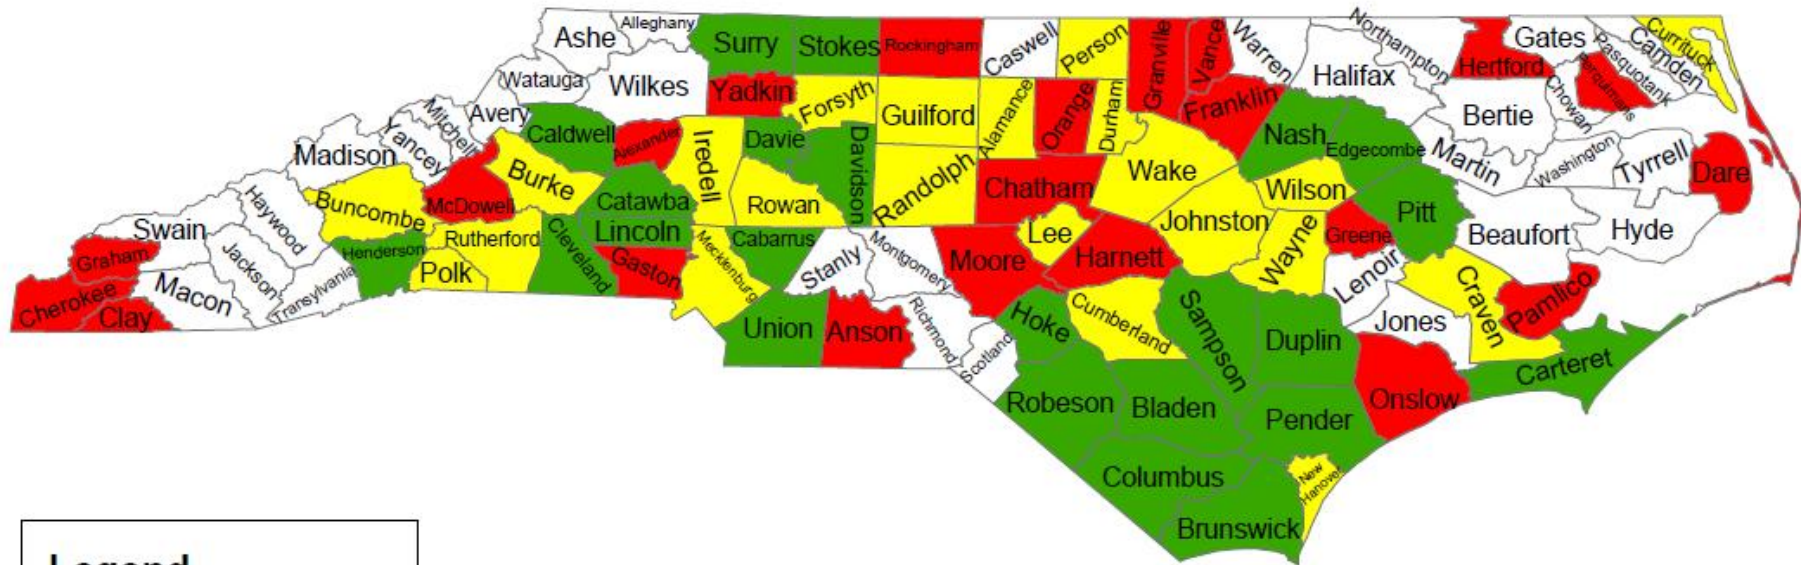 Ashe
Alleghany
Surry
Stokes
Rockingham
Caswell
Person
Granville
Vance
Warren
Northampton
Hertford
Gates
Pasquotank
Camden
Currituck
Watauga
Wilkes
Yadkin
Forsyth
Guilford
Alamance
Orange
Durham
Franklin
Halifax
Bertie
Chowan
Perquimans
Mitchell
Avery
Caldwell
Alexander
Iredell
Davie
Davidson
Randolph
Chatham
Wake
Nash
Edgecombe
Martin
Washington
Tyrrell
Dare
Madison
Yancey
McDowell
Burke
Catawba
Rowan
Wilson
Johnston
Pitt
Beaufort
Hyde
Haywood
Buncombe
Swain
Henderson
Rutherford
Cleveland
Lincoln
Gaston
Mecklenburg
Cabarrus
Stanly
Montgomery
Moore
Lee
Harnett
Wayne
Greene
Lenoir
Craven
Pamlico
Graham
Cherokee
Clay
Macon
Jackson
Transylvania
Polk
Union
Anson
Richmond
Scotland
Hoke
Cumberland
Sampson
Duplin
Jones
Onslow
Carteret
Robeson
Bladen
Pender
Columbus
Brunswick
New
Hanover
Legend